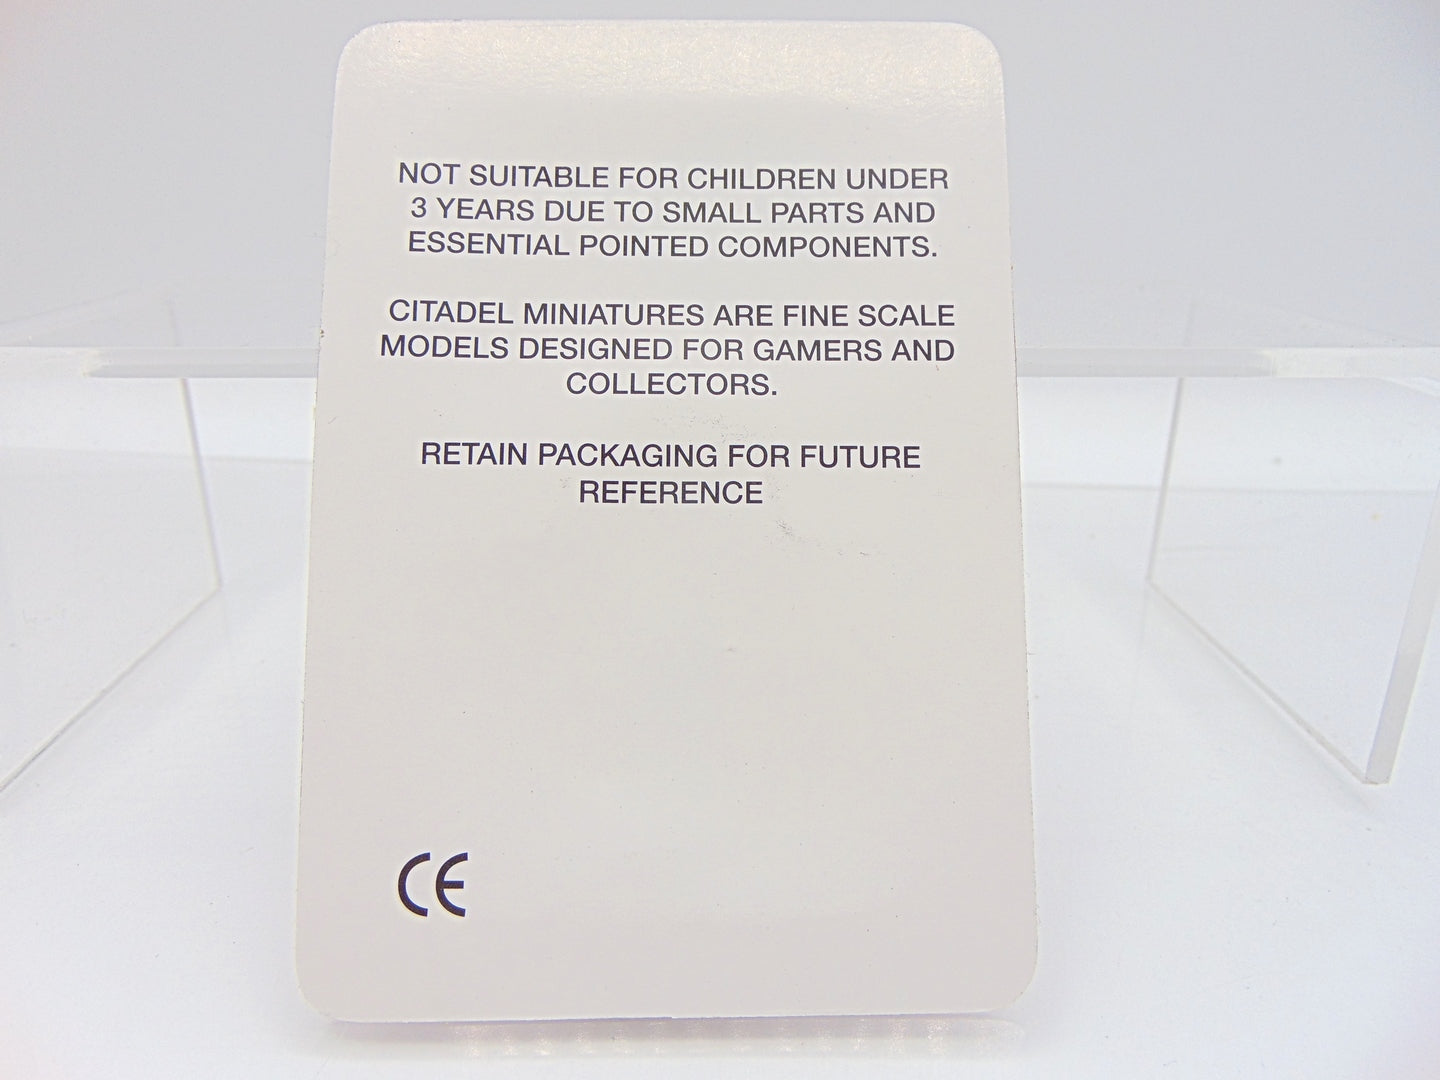 NOT SUITABLE FOR CHILDREN UNDER
3 YEARS DUE TO SMALL PARTS AND
ESSENTIAL POINTED COMPONENTS.
CITADEL MINIATURES ARE FINE SCALE
MODELS DESIGNED FOR GAMERS AND
COLLECTORS.
RETAIN PACKAGING FOR FUTURE
REFERENCE
CE